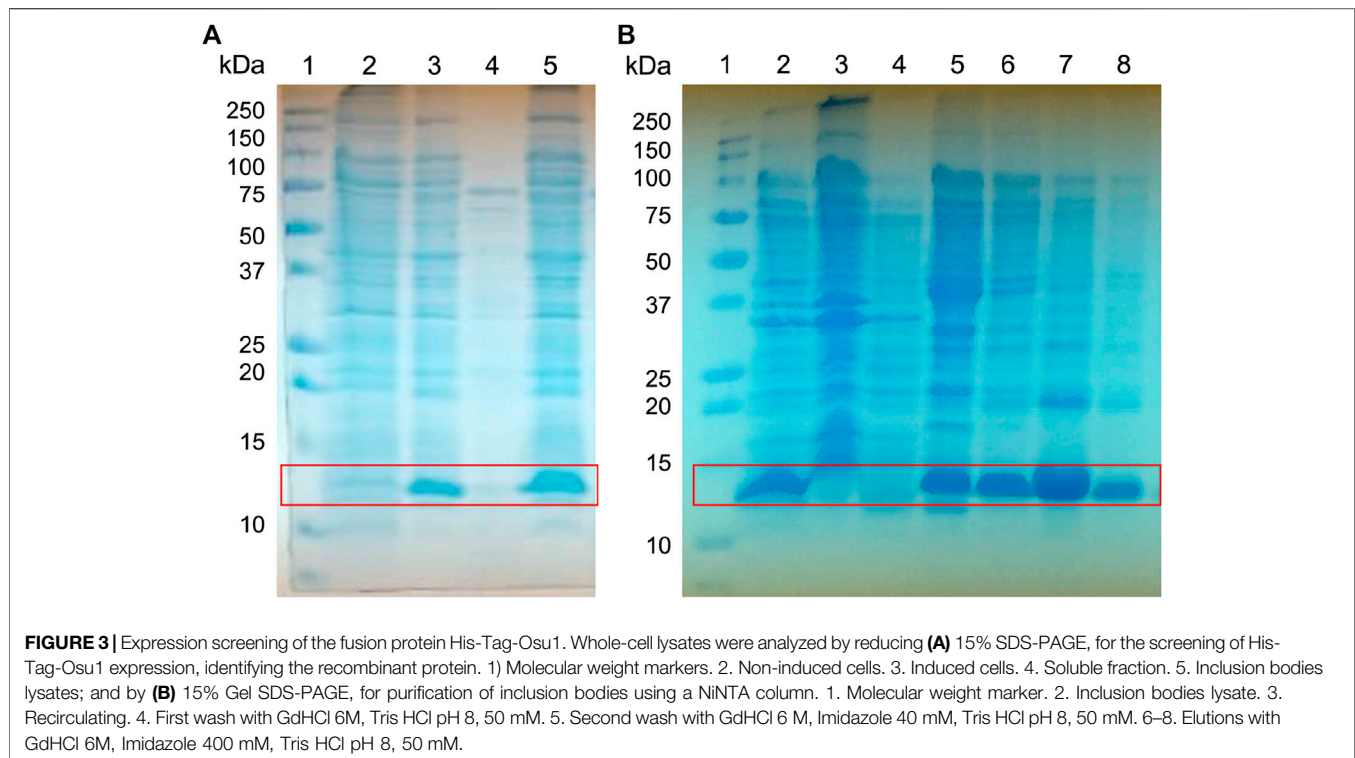 A
kDa 1 2 3 4 5
250
150
100
75
50
37
25
20
15
10
B
kDa 1 2 3 4 5 6 7 8
250
150
100
75
50
37
25
20
15
10
FIGURE 3 | Expression screening of the fusion protein His-Tag-Osu1. Whole-cell lysates were analyzed by reducing (A) 15% SDS-PAGE, for the screening of His-
Tag-Osu1 expression, identifying the recombinant protein. 1) Molecular weight markers. 2. Non-induced cells. 3. Induced cells. 4. Soluble fraction. 5. Inclusion bodies
lysates; and by (B) 15% Gel SDS-PAGE, for purification of inclusion bodies using a NiNTA column. 1. Molecular weight marker. 2. Inclusion bodies lysate. 3.
Recirculating. 4. First wash with GdHCl 6M, Tris HCl pH 8, 50 mM. 5. Second wash with GdHCl 6 M, Imidazole 40 mM, Tris HCl pH 8, 50 mM. 6–8. Elutions with
GdHCl 6M, Imidazole 400 mM, Tris HCl pH 8, 50 mM.